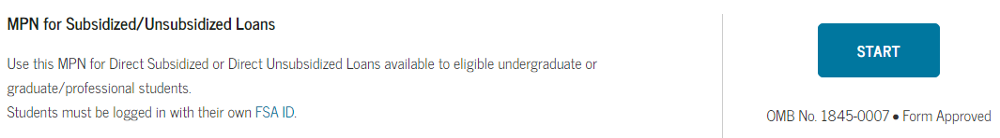 MPN for Subsidized/Unsubsidized Loans
Use this MPN for Direct Subsidized or Direct Unsubsidized Loans available to eligible undergraduate or
graduate/professional students.
Students must be logged in with their own FSA ID.
START
OMB No. 1845-0007 • Form Approved